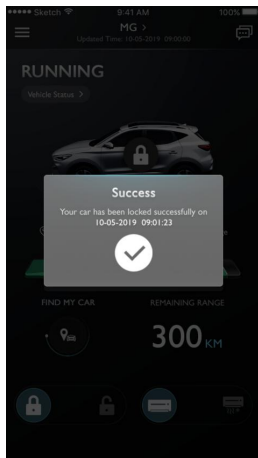 Sketch 9:41 AM 100%
MG >
Updated Time: 10-05-2019 09:00:00
RUNNING
Vehicle Status >
Success
Your car has been locked successfully on
10-05-2019 09:01:23
FIND MY CAR REMAINING RANGE
300 KM